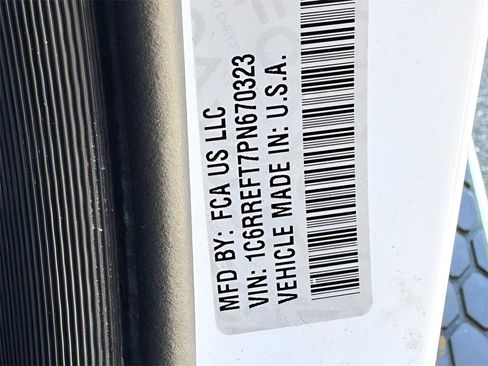 MFD BY: FCA US LLC
VIN: 1C6RREFT7PN670323
VEHICLE MADE IN: U.S.A.